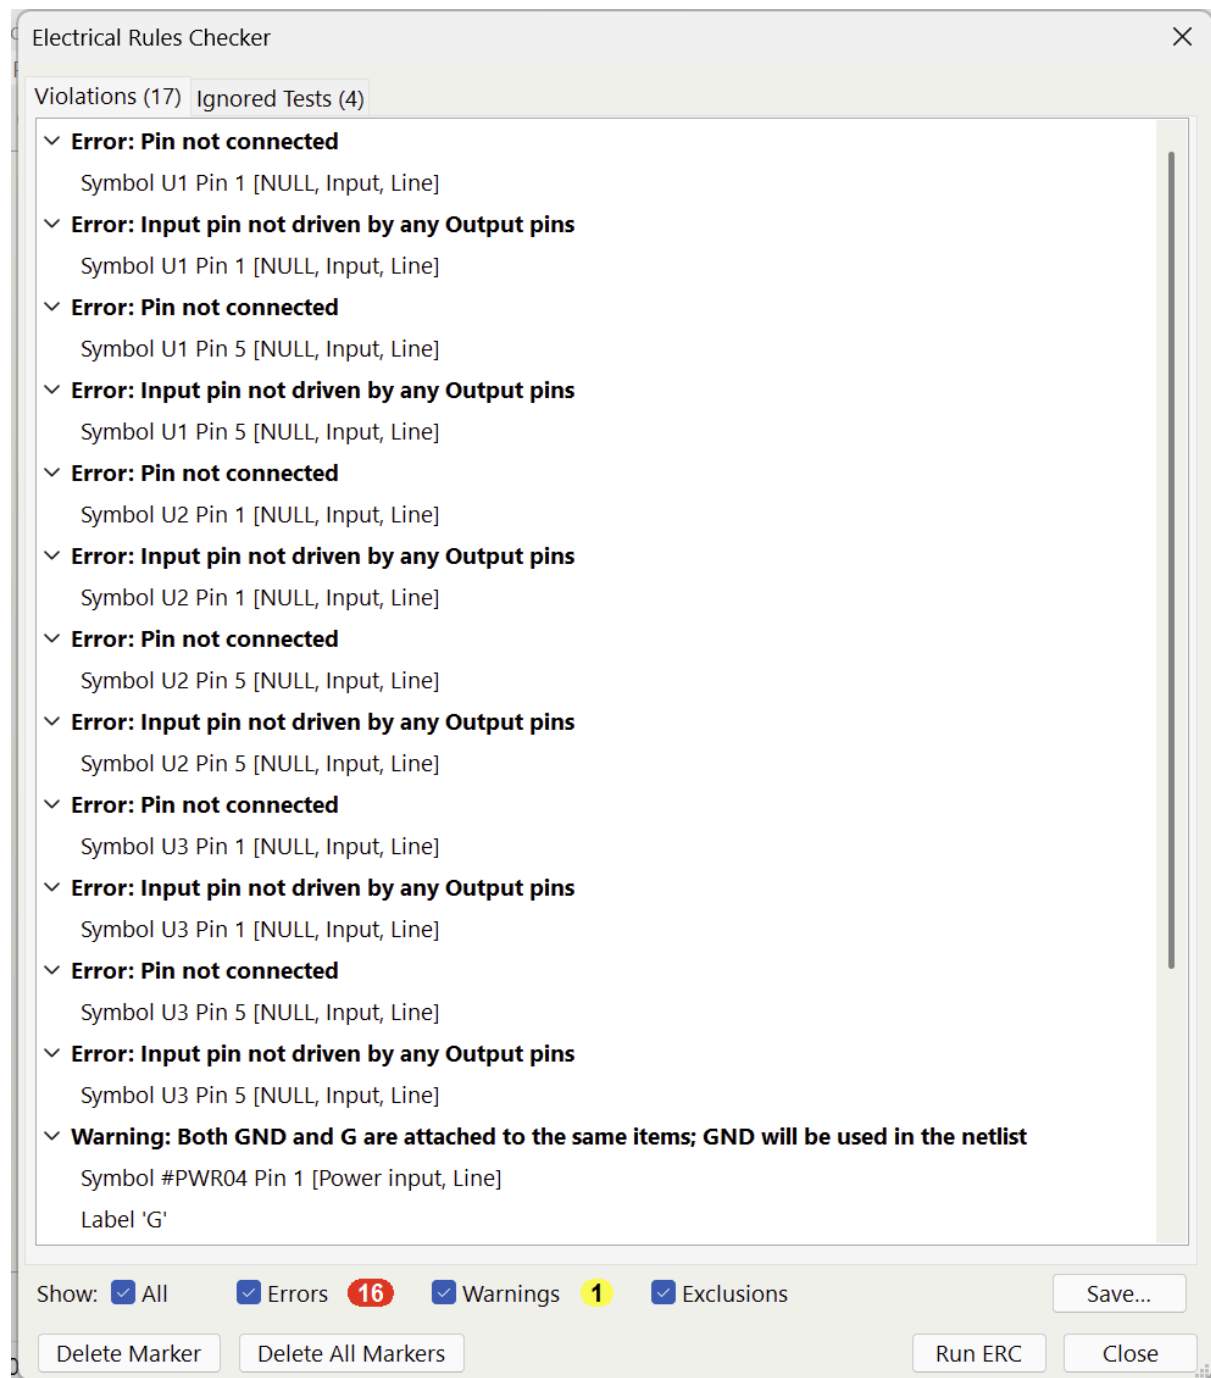 Electrical Rules Checker
Violations (17) Ignored Tests (4)
Error: Pin not connected
Symbol U1 Pin 1 [NULL, Input, Line]
Error: Input pin not driven by any Output pins
Symbol U1 Pin 1 [NULL, Input, Line]
Error: Pin not connected
Symbol U1 Pin 5 [NULL, Input, Line]
Error: Input pin not driven by any Output pins
Symbol U1 Pin 5 [NULL, Input, Line]
Error: Pin not connected
Symbol U2 Pin 1 [NULL, Input, Line]
Error: Input pin not driven by any Output pins
Symbol U2 Pin 1 [NULL, Input, Line]
Error: Pin not connected
Symbol U2 Pin 5 [NULL, Input, Line]
Error: Input pin not driven by any Output pins
Symbol U2 Pin 5 [NULL, Input, Line]
Error: Pin not connected
Symbol U3 Pin 1 [NULL, Input, Line]
Error: Input pin not driven by any Output pins
Symbol U3 Pin 1 [NULL, Input, Line]
Error: Pin not connected
Symbol U3 Pin 5 [NULL, Input, Line]
Error: Input pin not driven by any Output pins
Symbol U3 Pin 5 [NULL, Input, Line]
Warning: Both GND and G are attached to the same items; GND will be used in the netlist
Symbol #PWR04 Pin 1 [Power input, Line]
Label 'G'
Show: All Errors 16 Warnings 1 Exclusions Save...
Delete Marker Delete All Markers Run ERC Close